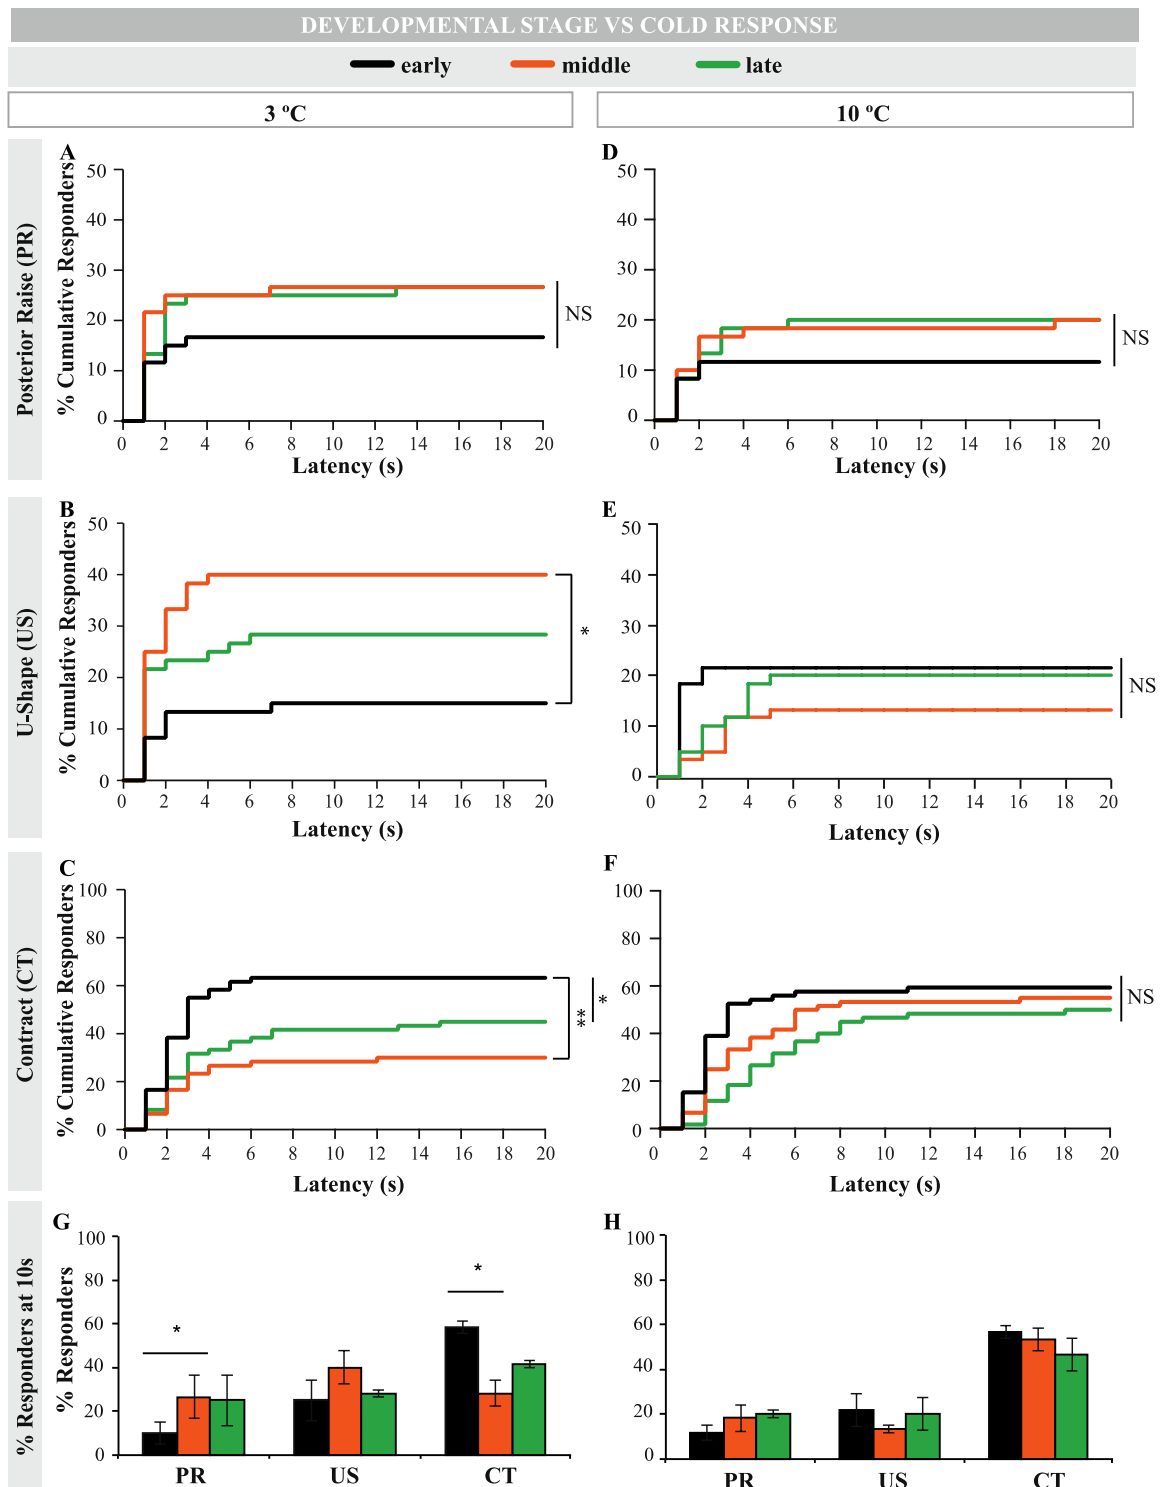 DEVELOPMENTAL STAGE VS COLD RESPONSE
early middle late
3 ºC 10 ºC
Posterior Raise (PR)
A
% Cumulative Responders
50
40
30
20
10
0
0 2 4 6 8 10 12 14 16 18 20
Latency (s)
NS
D
50
40
30
20
10
0
0 2 4 6 8 10 12 14 16 18 20
Latency (s)
NS
U-Shape (US)
B
% Cumulative Responders
50
40
30
20
10
0
0 2 4 6 8 10 12 14 16 18 20
Latency (s)
*
E
50
40
30
20
10
0
0 2 4 6 8 10 12 14 16 18 20
Latency (s)
NS
Contract (CT)
C
% Cumulative Responders
100
80
60
40
20
0
0 2 4 6 8 10 12 14 16 18 20
Latency (s)
**
*
F
100
80
60
40
20
0
0 2 4 6 8 10 12 14 16 18 20
Latency (s)
NS
% Responders at 10s
G
% Responders
100
80
60
40
20
0
*
*
PR US CT
H
100
80
60
40
20
0
PR US CT